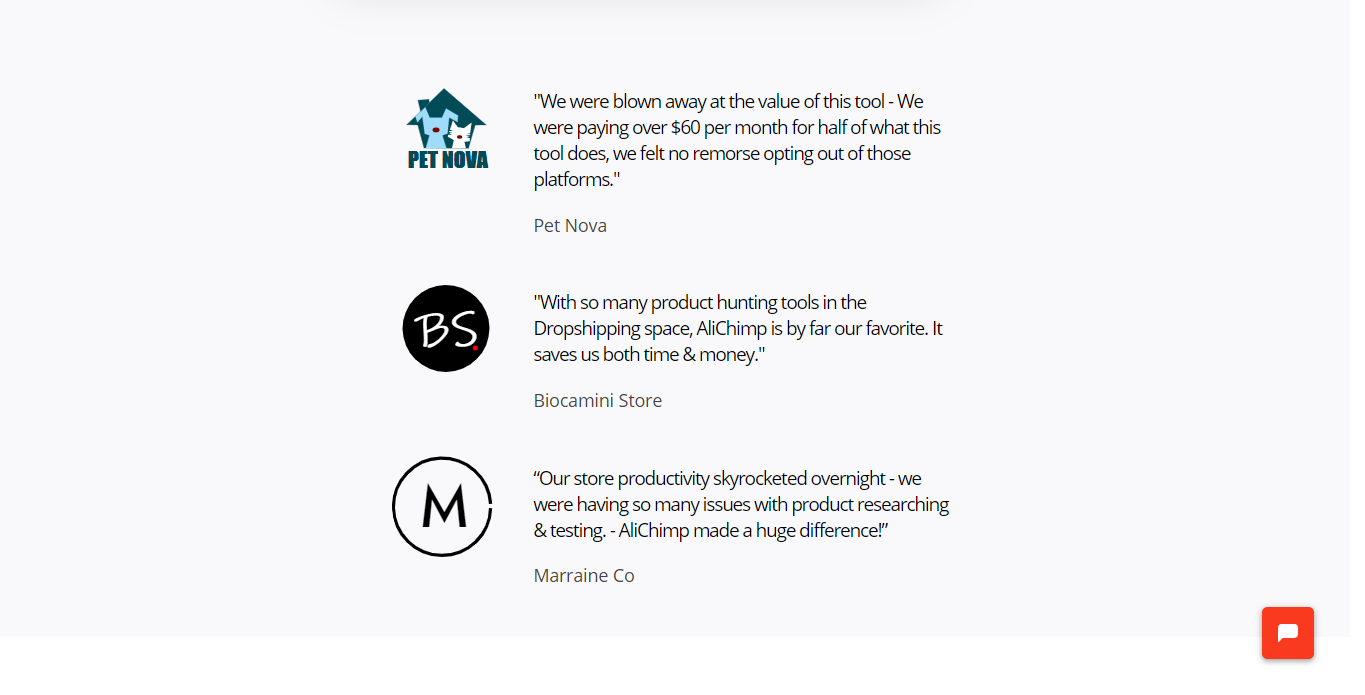 "We were blown away at the value of this tool - We
were paying over $60 per month for half of what this
tool does, we felt no remorse opting out of those
platforms."
PET NOVA
Pet Nova
"With so many product hunting tools in the
Dropshipping space, AliChimp is by far our favorite. It
saves us both time & money."
BS.
Biocamini Store
“Our store productivity skyrocketed overnight - we
were having so many issues with product researching
& testing. - AliChimp made a huge difference!”
M
Marraine Co